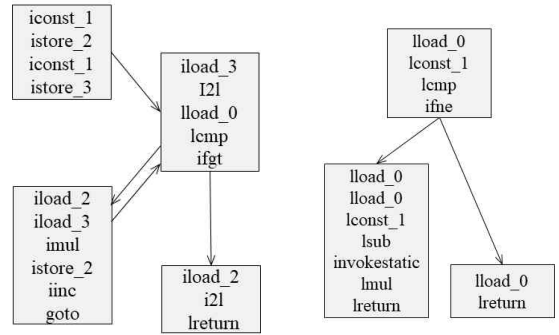 iconst_1
istore_2
iconst_1
istore_3
iload_3
I2l
lload_0
lcmp
ifgt
iload_2
iload_3
imul
istore_2
iinc
goto
iload_2
i2l
lreturn
lload_0
lconst_1
lcmp
ifne
lload_0
lload_0
lconst_1
lsub
invokestatic
lmul
lreturn
lload_0
lreturn